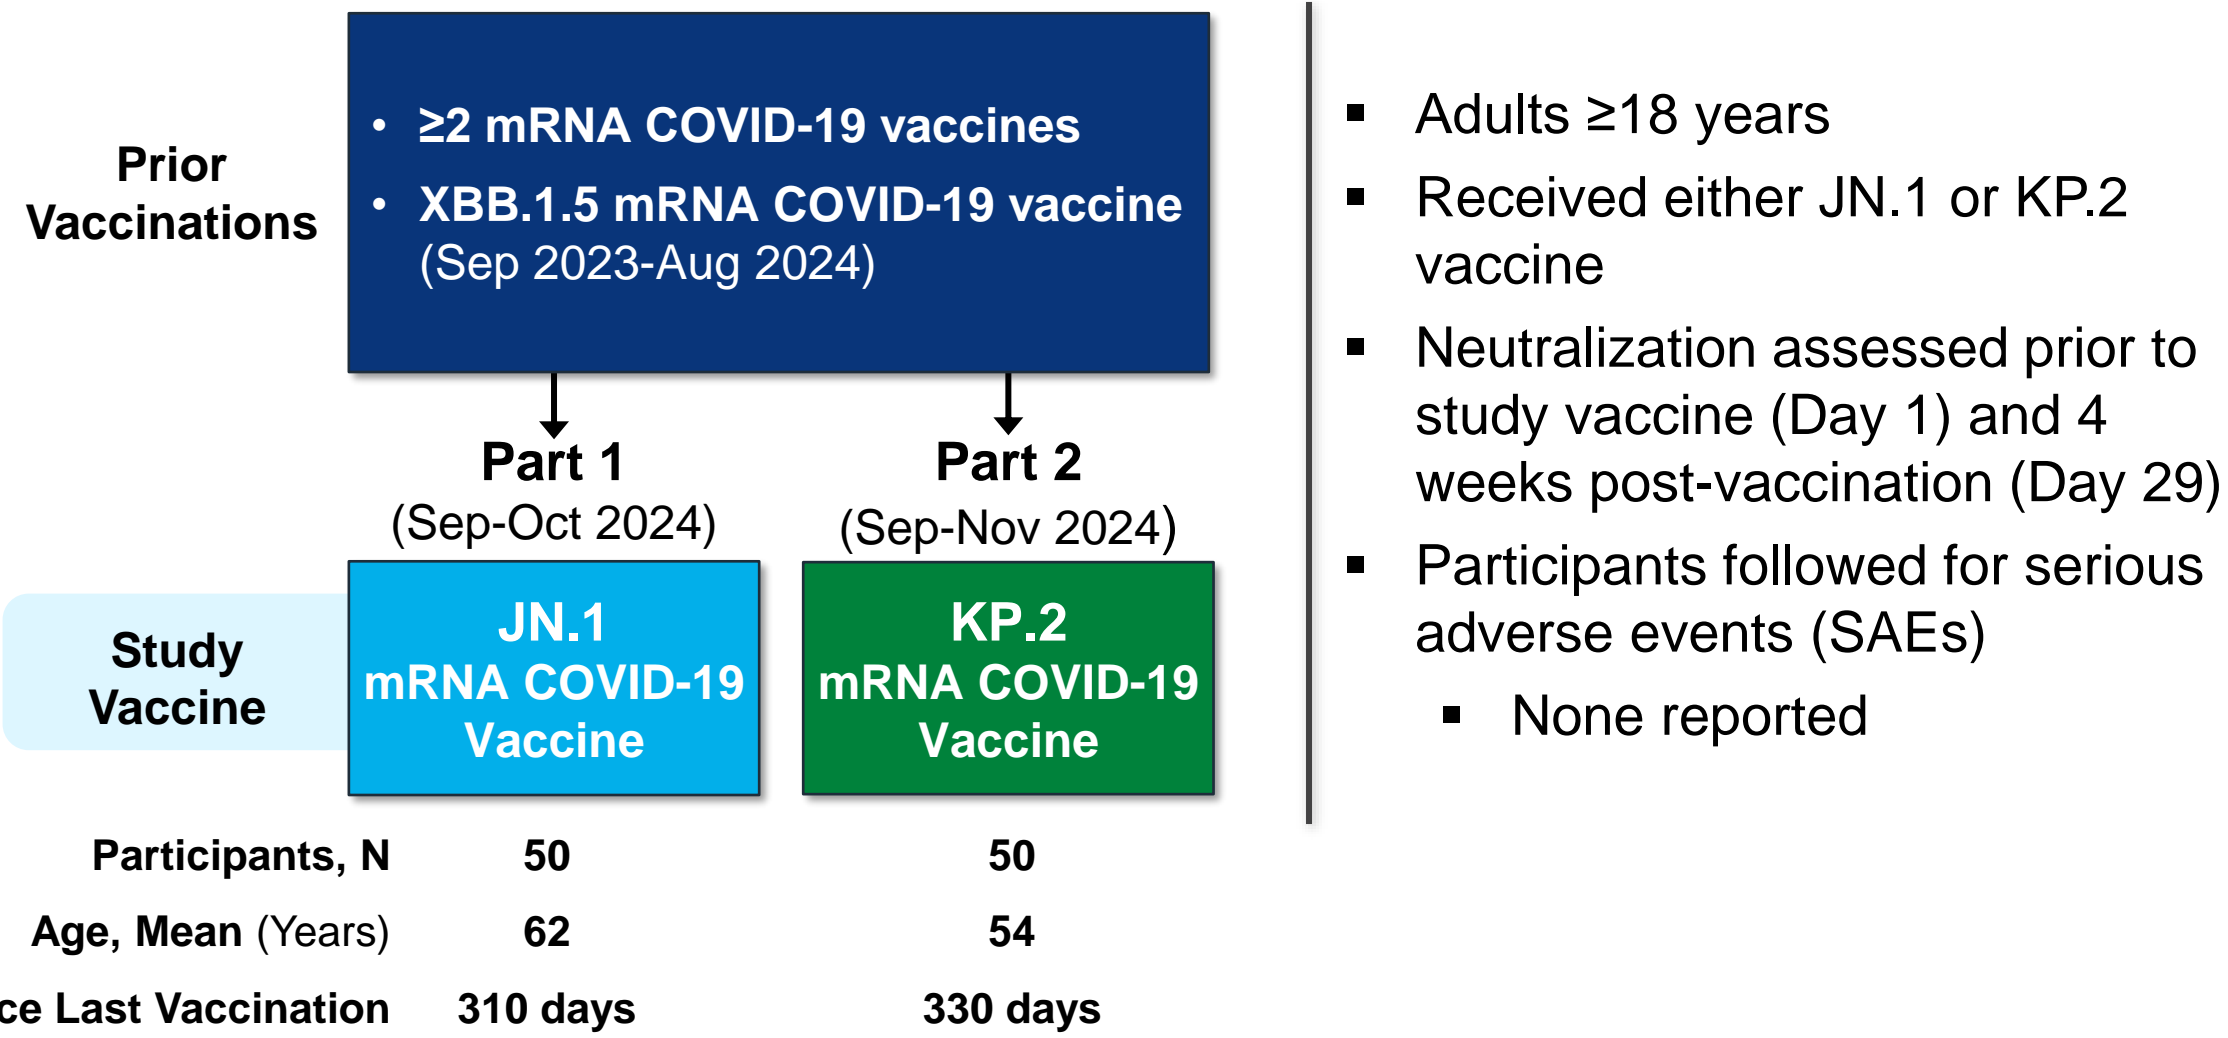 Prior
Vaccinations
• ≥2 mRNA COVID-19 vaccines
• XBB.1.5 mRNA COVID-19 vaccine
(Sep 2023-Aug 2024)
Part 1
(Sep-Oct 2024)
Part 2
(Sep-Nov 2024)
Study
Vaccine
JN.1
mRNA COVID-19
Vaccine
KP.2
mRNA COVID-19
Vaccine
Participants, N 50 50
Age, Mean (Years) 62 54
Last Vaccination 310 days 330 days
▪ Adults ≥18 years
▪ Received either JN.1 or KP.2
vaccine
▪ Neutralization assessed prior to
study vaccine (Day 1) and 4
weeks post-vaccination (Day 29)
▪ Participants followed for serious
adverse events (SAEs)
▪ None reported